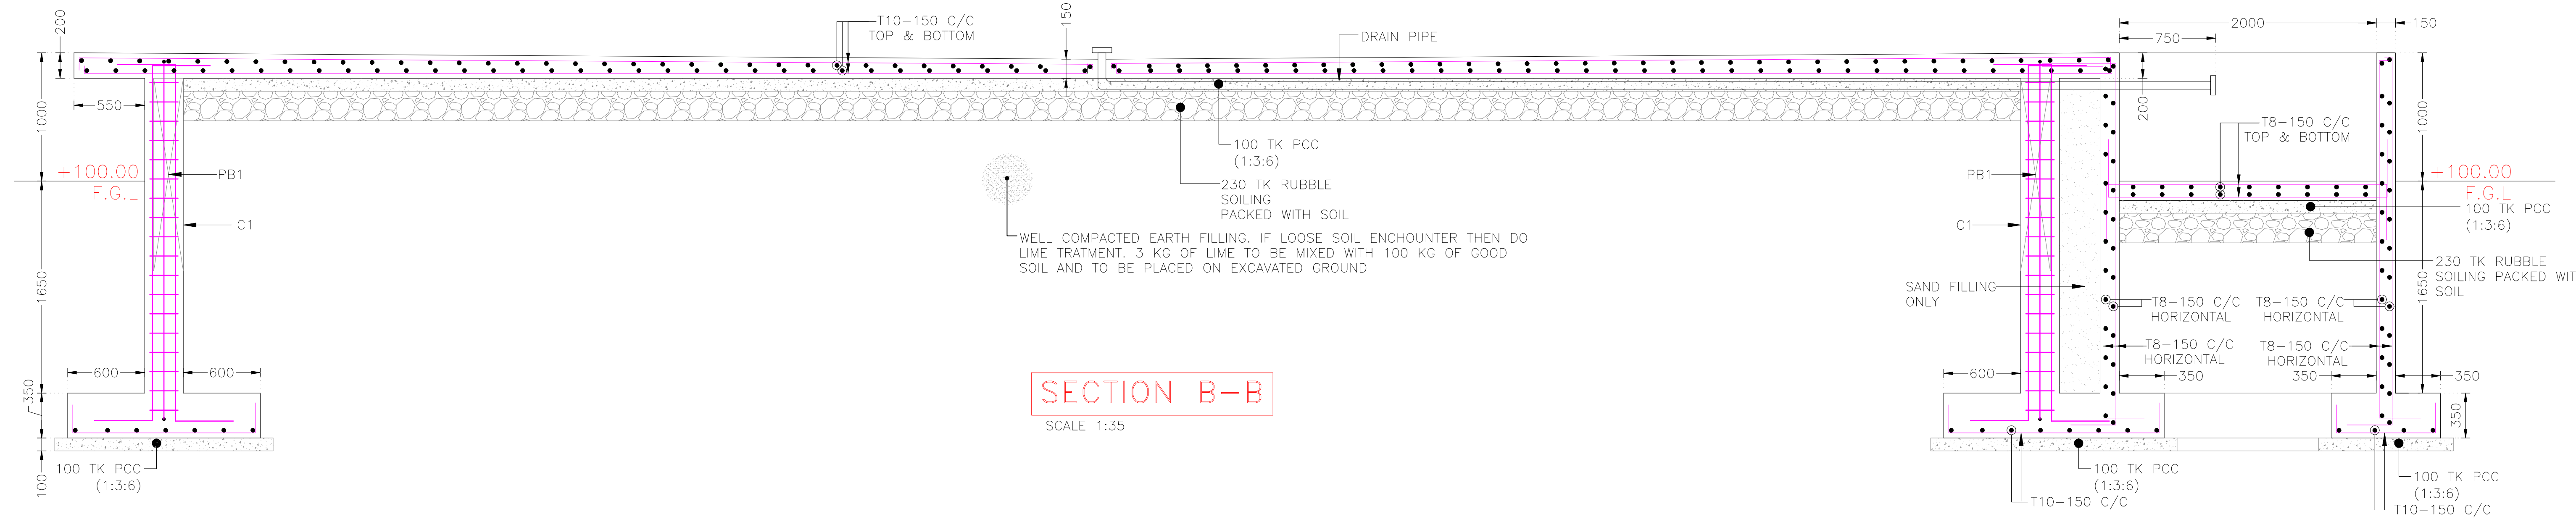 200
1000
550
+100.00
F.G.L
PB1
C1
1650
350
600
600
100
100 TK PCC
(1:3:6)
T10-150 C/C
TOP & BOTTOM
150
DRAIN PIPE
100 TK PCC
(1:3:6)
230 TK RUBBLE
SOILING
PACKED WITH SOIL
WELL COMPACTED EARTH FILLING. IF LOOSE SOIL ENCHOUNTER THEN DO
LIME TRATMENT. 3 KG OF LIME TO BE MIXED WITH 100 KG OF GOOD
SOIL AND TO BE PLACED ON EXCAVATED GROUND
SECTION B-B
SCALE 1:35
2000
150
750
200
1000
T8-150 C/C
TOP & BOTTOM
PB1
C1
+100.00
F.G.L
100 TK PCC
(1:3:6)
230 TK RUBBLE
SOILING PACKED WIT
SOIL
1650
SAND FILLING
ONLY
T8-150 C/C
HORIZONTAL
T8-150 C/C
HORIZONTAL
T8-150 C/C
HORIZONTAL
T8-150 C/C
HORIZONTAL
600
350
350
350
350
100 TK PCC
(1:3:6)
T10-150 C/C
100 TK PCC
(1:3:6)
T10-150 C/C